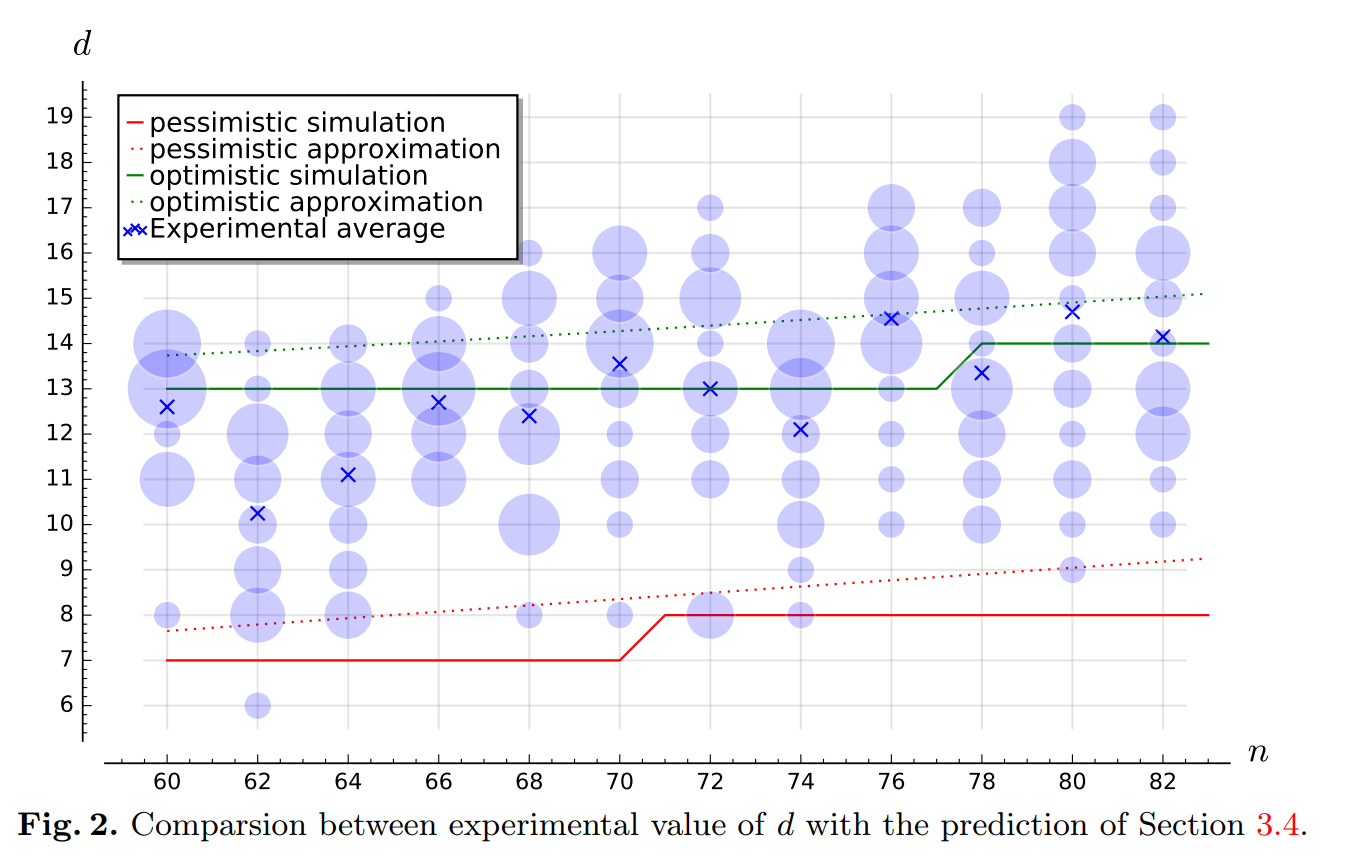 d
19
18
17
16
15
14
13
12
11
10
9
8
7
6
pessimistic simulation
pessimistic approximation
optimistic simulation
optimistic approximation
Experimental average
60 62 64 66 68 70 72 74 76 78 80 82
n
Fig. 2. Comparsion between experimental value of d with the prediction of Section 3.4.